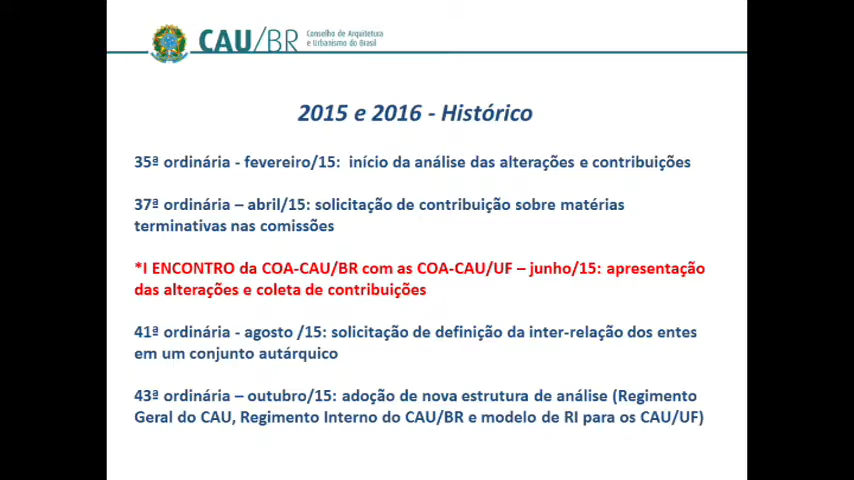 CAU/BR Conselho de Arquitetura
e Urbanismo do Brasil
2015 e 2016 - Histórico
35ª ordinária - fevereiro/15: início da análise das alterações e contribuições
37ª ordinária – abril/15: solicitação de contribuição sobre matérias
terminativas nas comissões
*I ENCONTRO da COA-CAU/BR com as COA-CAU/UF – junho/15: apresentação
das alterações e coleta de contribuições
41ª ordinária - agosto /15: solicitação de definição da inter-relação dos entes
em um conjunto autárquico
43ª ordinária – outubro/15: adoção de nova estrutura de análise (Regimento
Geral do CAU, Regimento Interno do CAU/BR e modelo de RI para os CAU/UF)